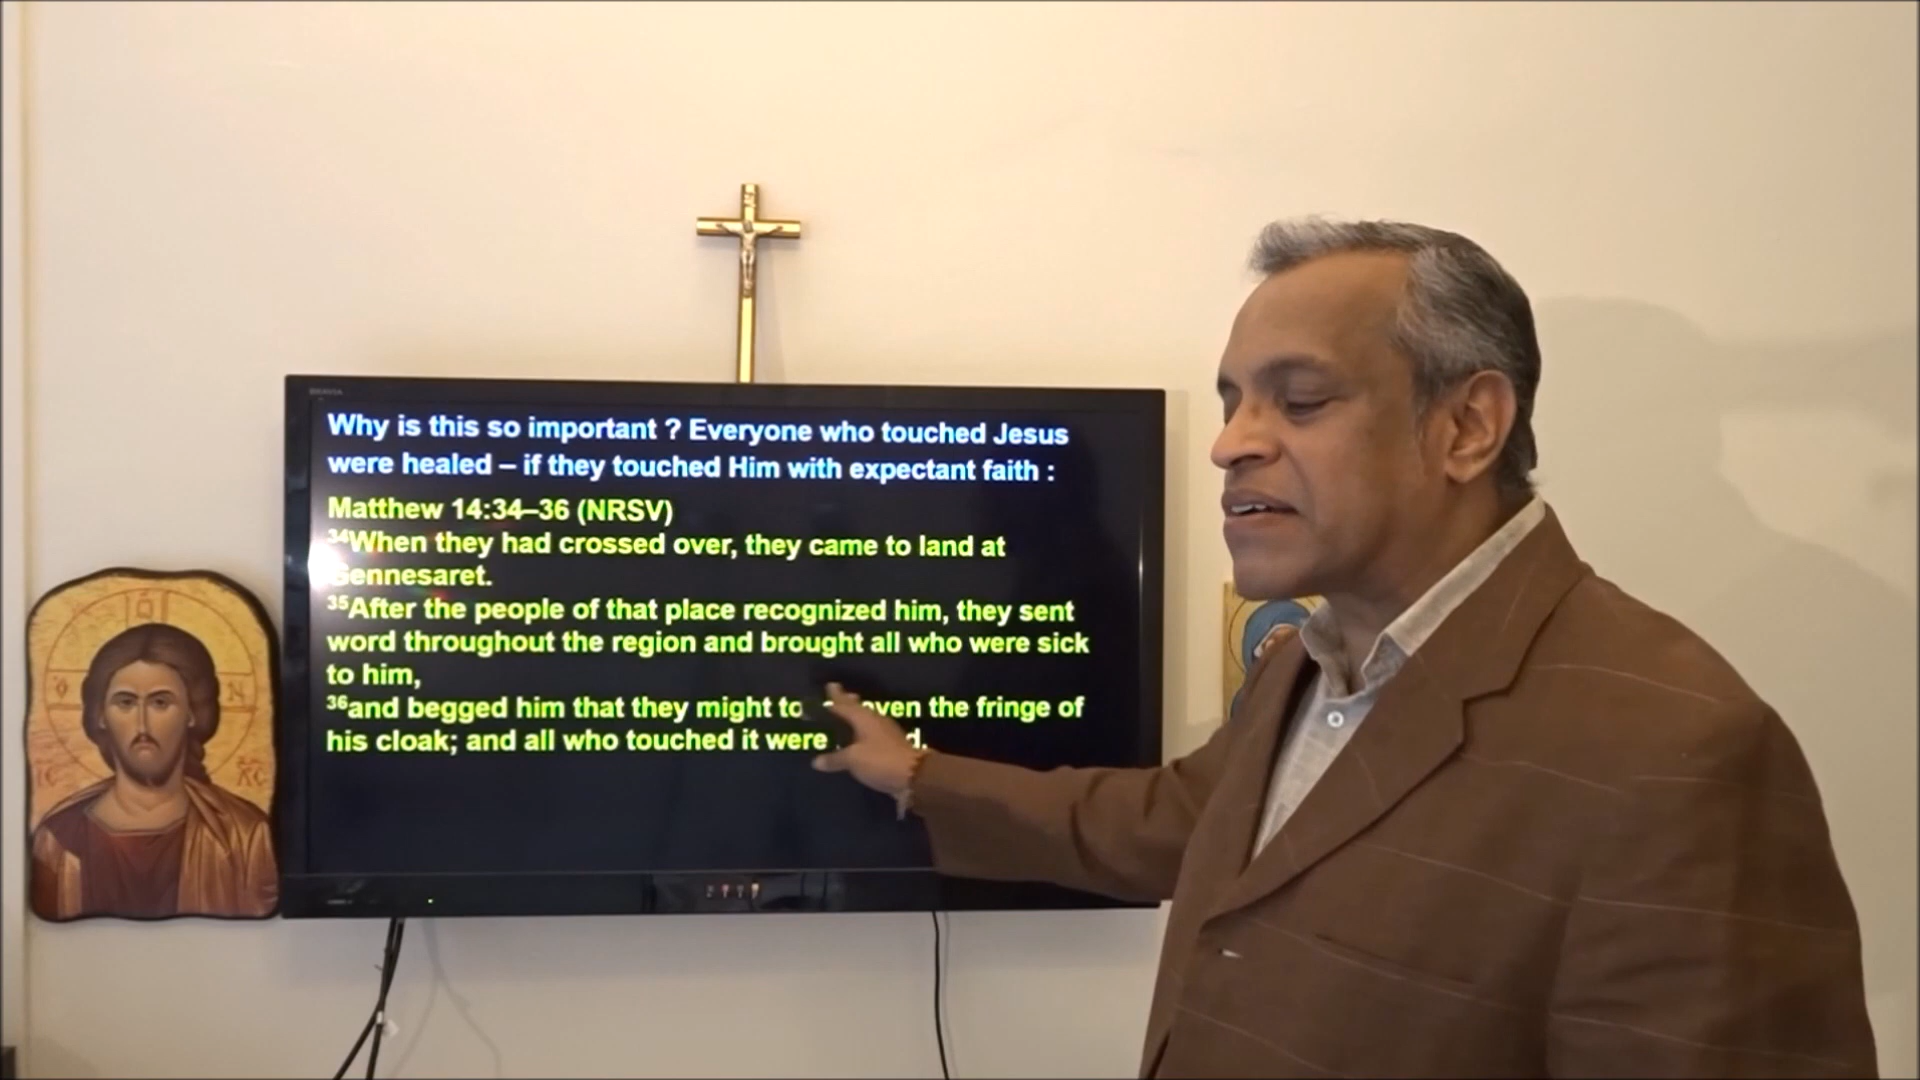 Why is this so important ? Everyone who touched Jesus
were healed – if they touched Him with expectant faith :
Matthew 14:34–36 (NRSV)
34When they had crossed over, they came to land at
Gennesaret.
35After the people of that place recognized him, they sent
word throughout the region and brought all who were sick
to him,
36and begged him that they might even the fringe of
his cloak; and all who touched it were